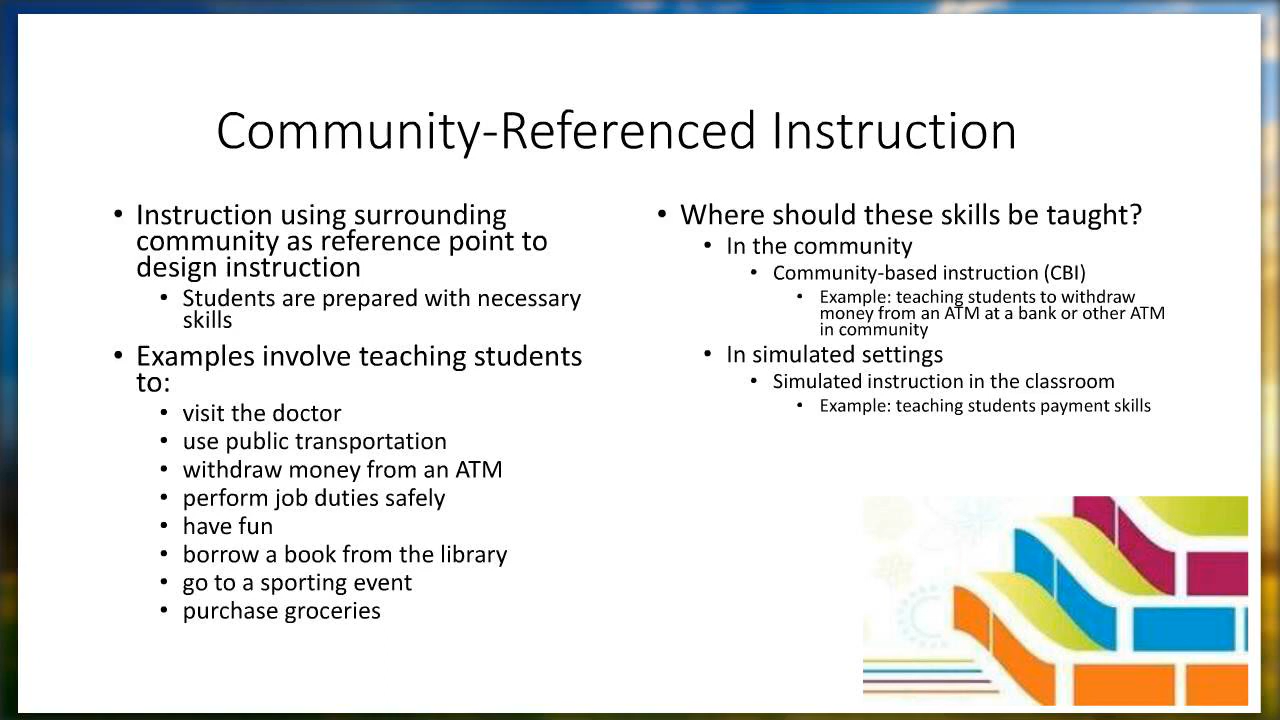 Community-Referenced Instruction
• Instruction using surrounding
community as reference point to
design instruction
• Students are prepared with necessary
skills
• Examples involve teaching students
to:
• visit the doctor
• use public transportation
• withdraw money from an ATM
• perform job duties safely
• have fun
• borrow a book from the library
• go to a sporting event
• purchase groceries
• Where should these skills be taught?
• In the community
• Community-based instruction (CBI)
• Example: teaching students to withdraw
money from an ATM at a bank or other ATM
in community
• In simulated settings
• Simulated instruction in the classroom
• Example: teaching students payment skills